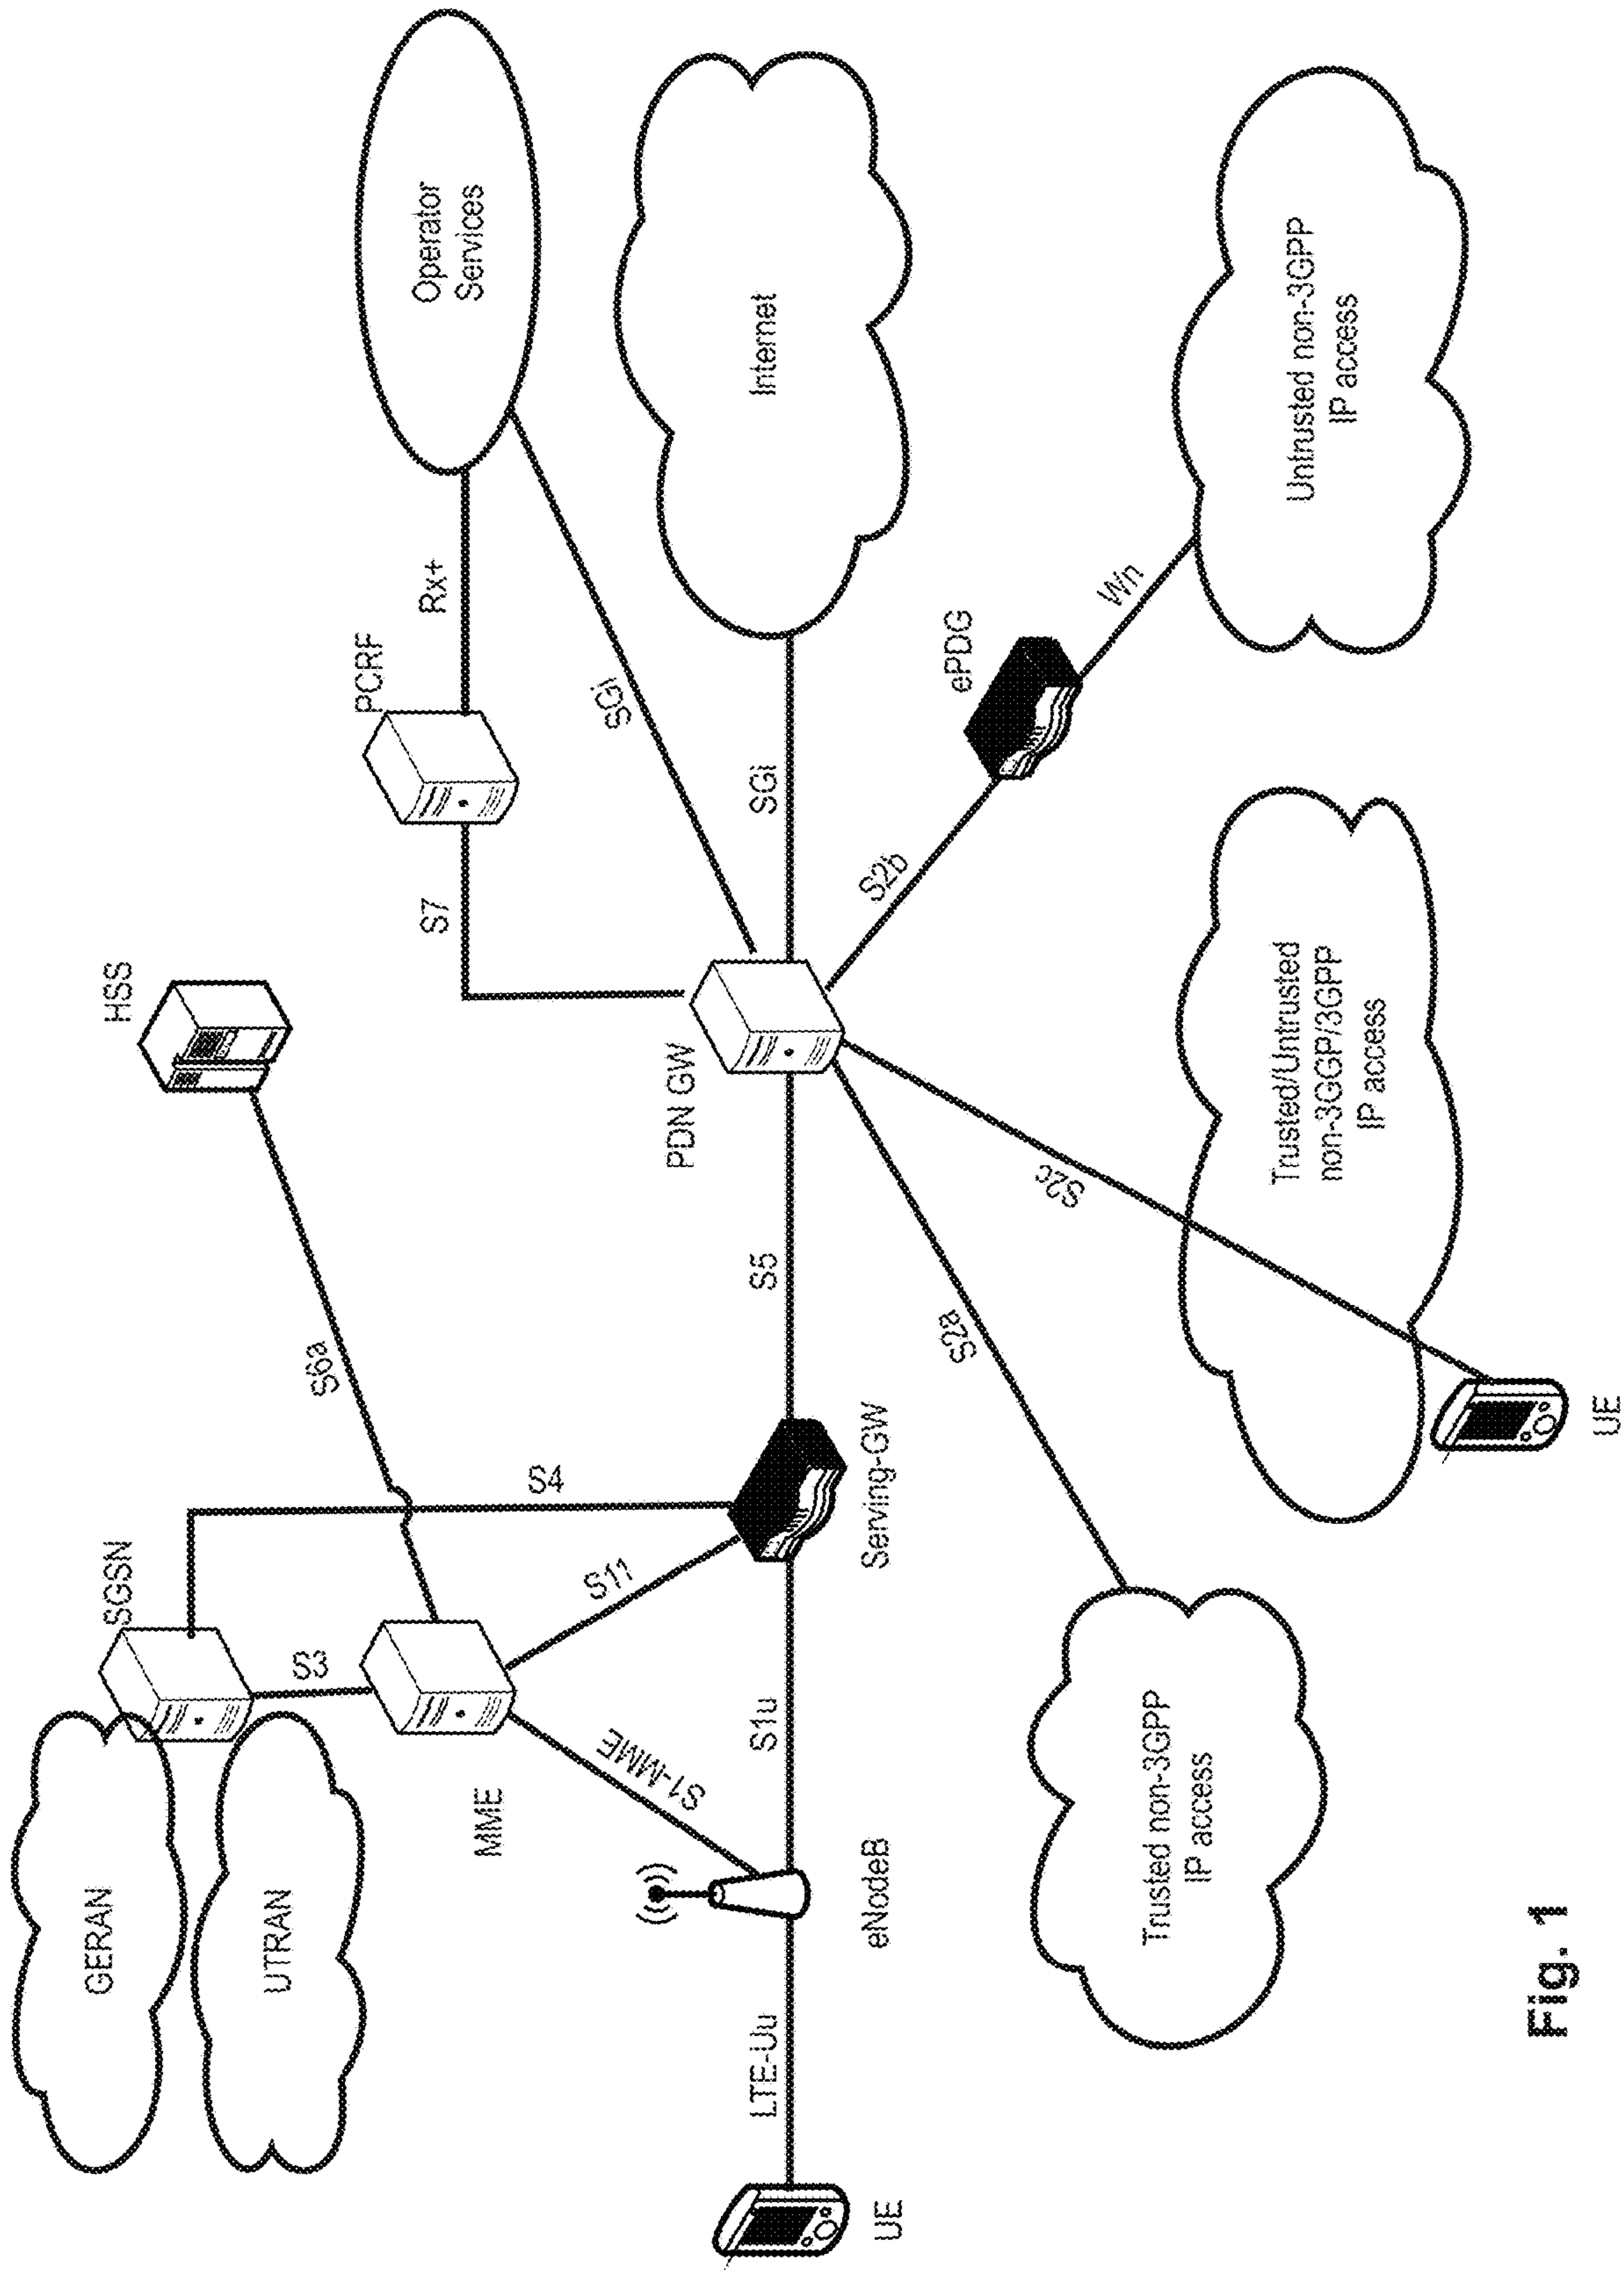 GERAN
UTRAN
SGSN
HSS
S3
S6a
MME
S4
S11
S7
PCRF
Rx+
Operator
Services
S1-MME
sGi
UE
LTE-Uu
eNodeB
S1u
Serving-GW
S5
PDN GW
SGi
Internet
S2b
ePDG
Wn
S2a
S2c
Trusted non-3GPP
IP access
Trusted/Untrusted
non-3GGP/3GPP
IP access
Untrusted non-3GPP
IP access
UE
Fig. 1